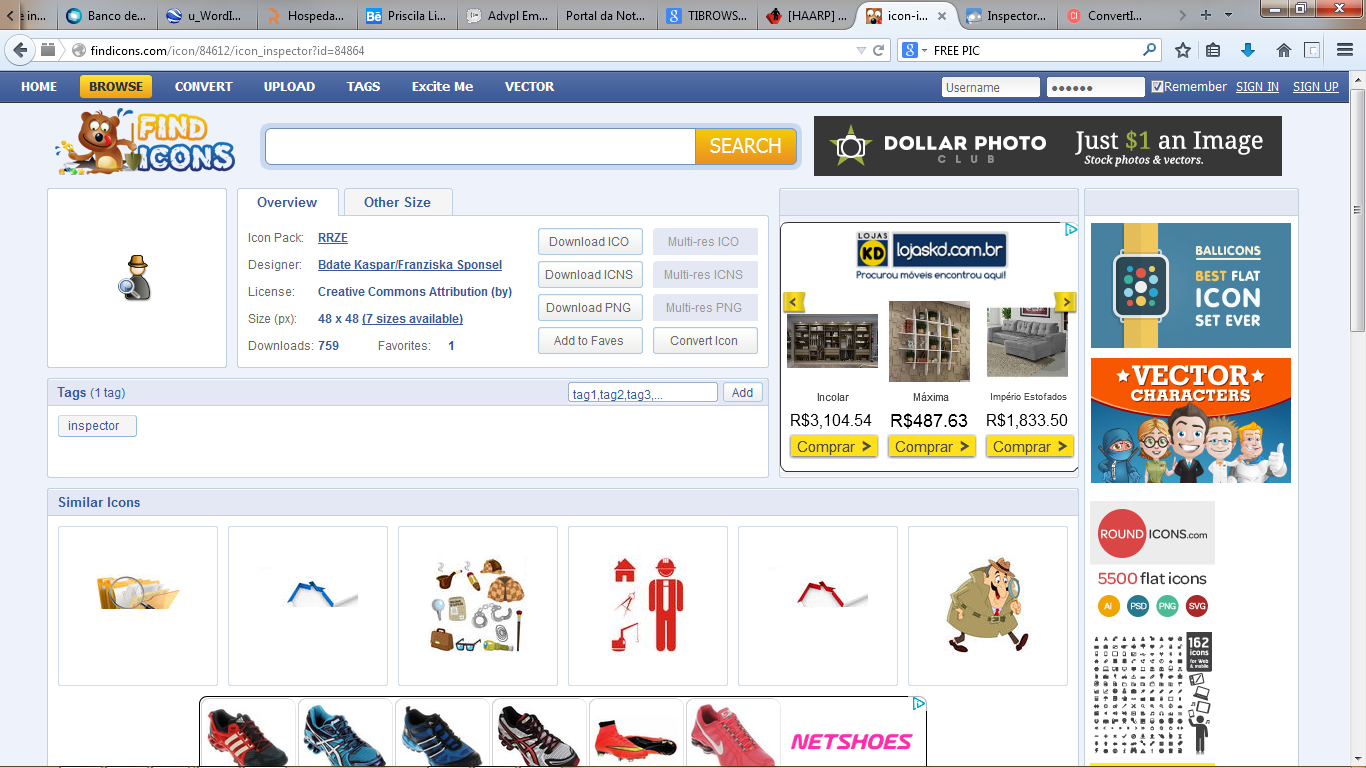 e in...
Banco de...
u_WordI...
Hospeda...
Bē Priscila Li...
Advpl Em...
Portal da Not...
8 TIBROWS...
[HAARP] ...
icon-i...
Inspector...
CI ConvertI...
findicons.com/icon/84612/icon_inspector?id=84864
8 FREE PIC
HOME BROWSE CONVERT UPLOAD TAGS Excite Me VECTOR
Username ●●●●●● Remember SIGN IN SIGN UP
FIND ICONS
SEARCH
DOLLAR PHOTO CLUB
Just $1 an Image
Stock photos & vectors.
Overview Other Size
Icon Pack: RRZE
Designer: Bdate Kaspar/Franziska Sponsel
License: Creative Commons Attribution (by)
Size (px): 48 x 48 (7 sizes available)
Downloads: 759 Favorites: 1
Download ICO Multi-res ICO
Download ICNS Multi-res ICNS
Download PNG Multi-res PNG
Add to Faves Convert Icon
LOJAS KD lojaskd.com.br
Procurou móveis encontrou aqui!
Incolar Máxima Império Estofados
R$3,104.54 R$487.63 R$1,833.50
Comprar > Comprar > Comprar >
BALLICONS
BEST FLAT
ICON
SET EVER
VECTOR
CHARACTERS
Tags (1 tag) tag1,tag2,tag3,... Add
inspector
Similar Icons
ROUND ICONS.com
5500 flat icons
AI PSD PNG SVG
162
icons
for Web
& mobile
NETSHOES